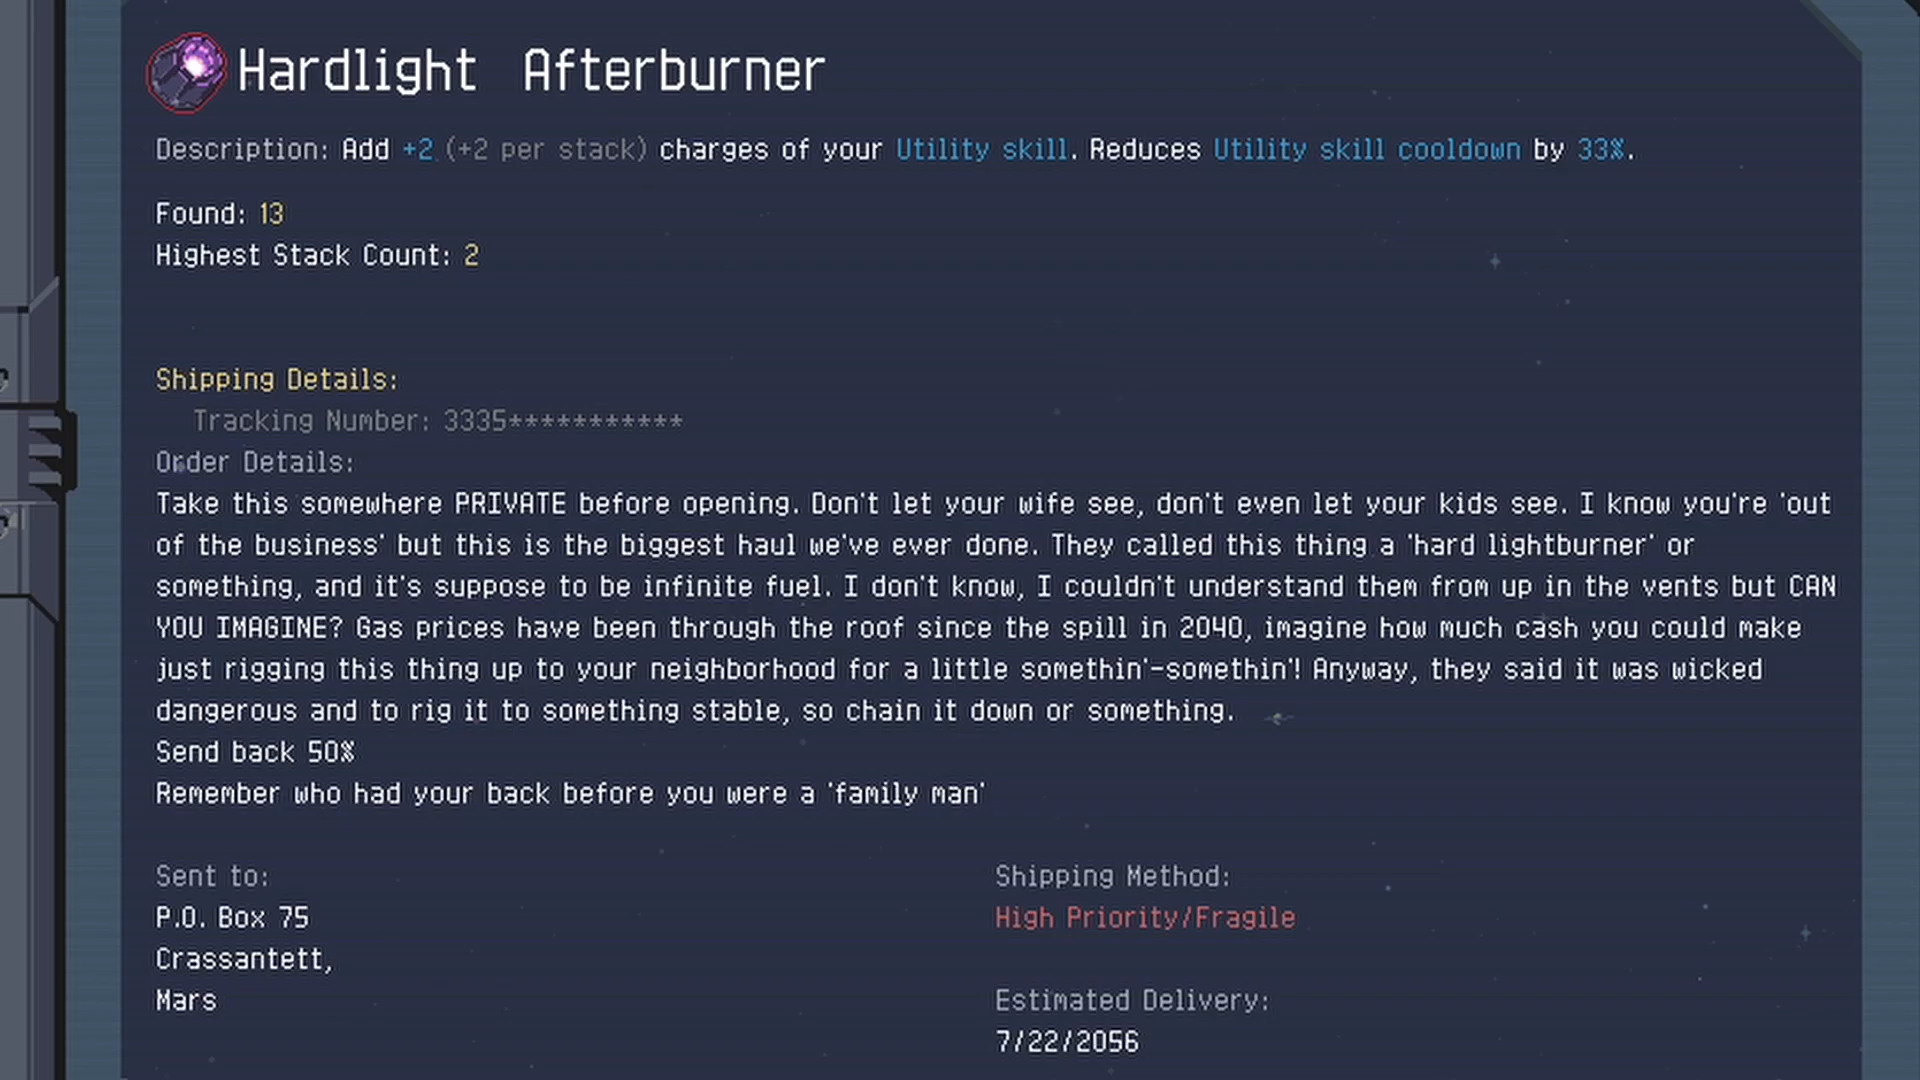 Hardlight Afterburner
Description: Add +2 (+2 per stack) charges of your Utility skill. Reduces Utility skill cooldown by 33%.
Found: 13
Highest Stack Count: 2
Shipping Details:
Tracking Number: 3335***********
Order Details:
Take this somewhere PRIVATE before opening. Don't let your wife see, don't even let your kids see. I know you're 'out
of the business' but this is the biggest haul we've ever done. They called this thing a 'hard lightburner' or
something, and it's suppose to be infinite fuel. I don't know, I couldn't understand them from up in the vents but CAN
YOU IMAGINE? Gas prices have been through the roof since the spill in 2040, imagine how much cash you could make
just rigging this thing up to your neighborhood for a little somethin'-somethin'! Anyway, they said it was wicked
dangerous and to rig it to something stable, so chain it down or something.
Send back 50%
Remember who had your back before you were a 'family man'
Sent to:
P.O. Box 75
Crassantett,
Mars
Shipping Method:
High Priority/Fragile
Estimated Delivery:
7/22/2056